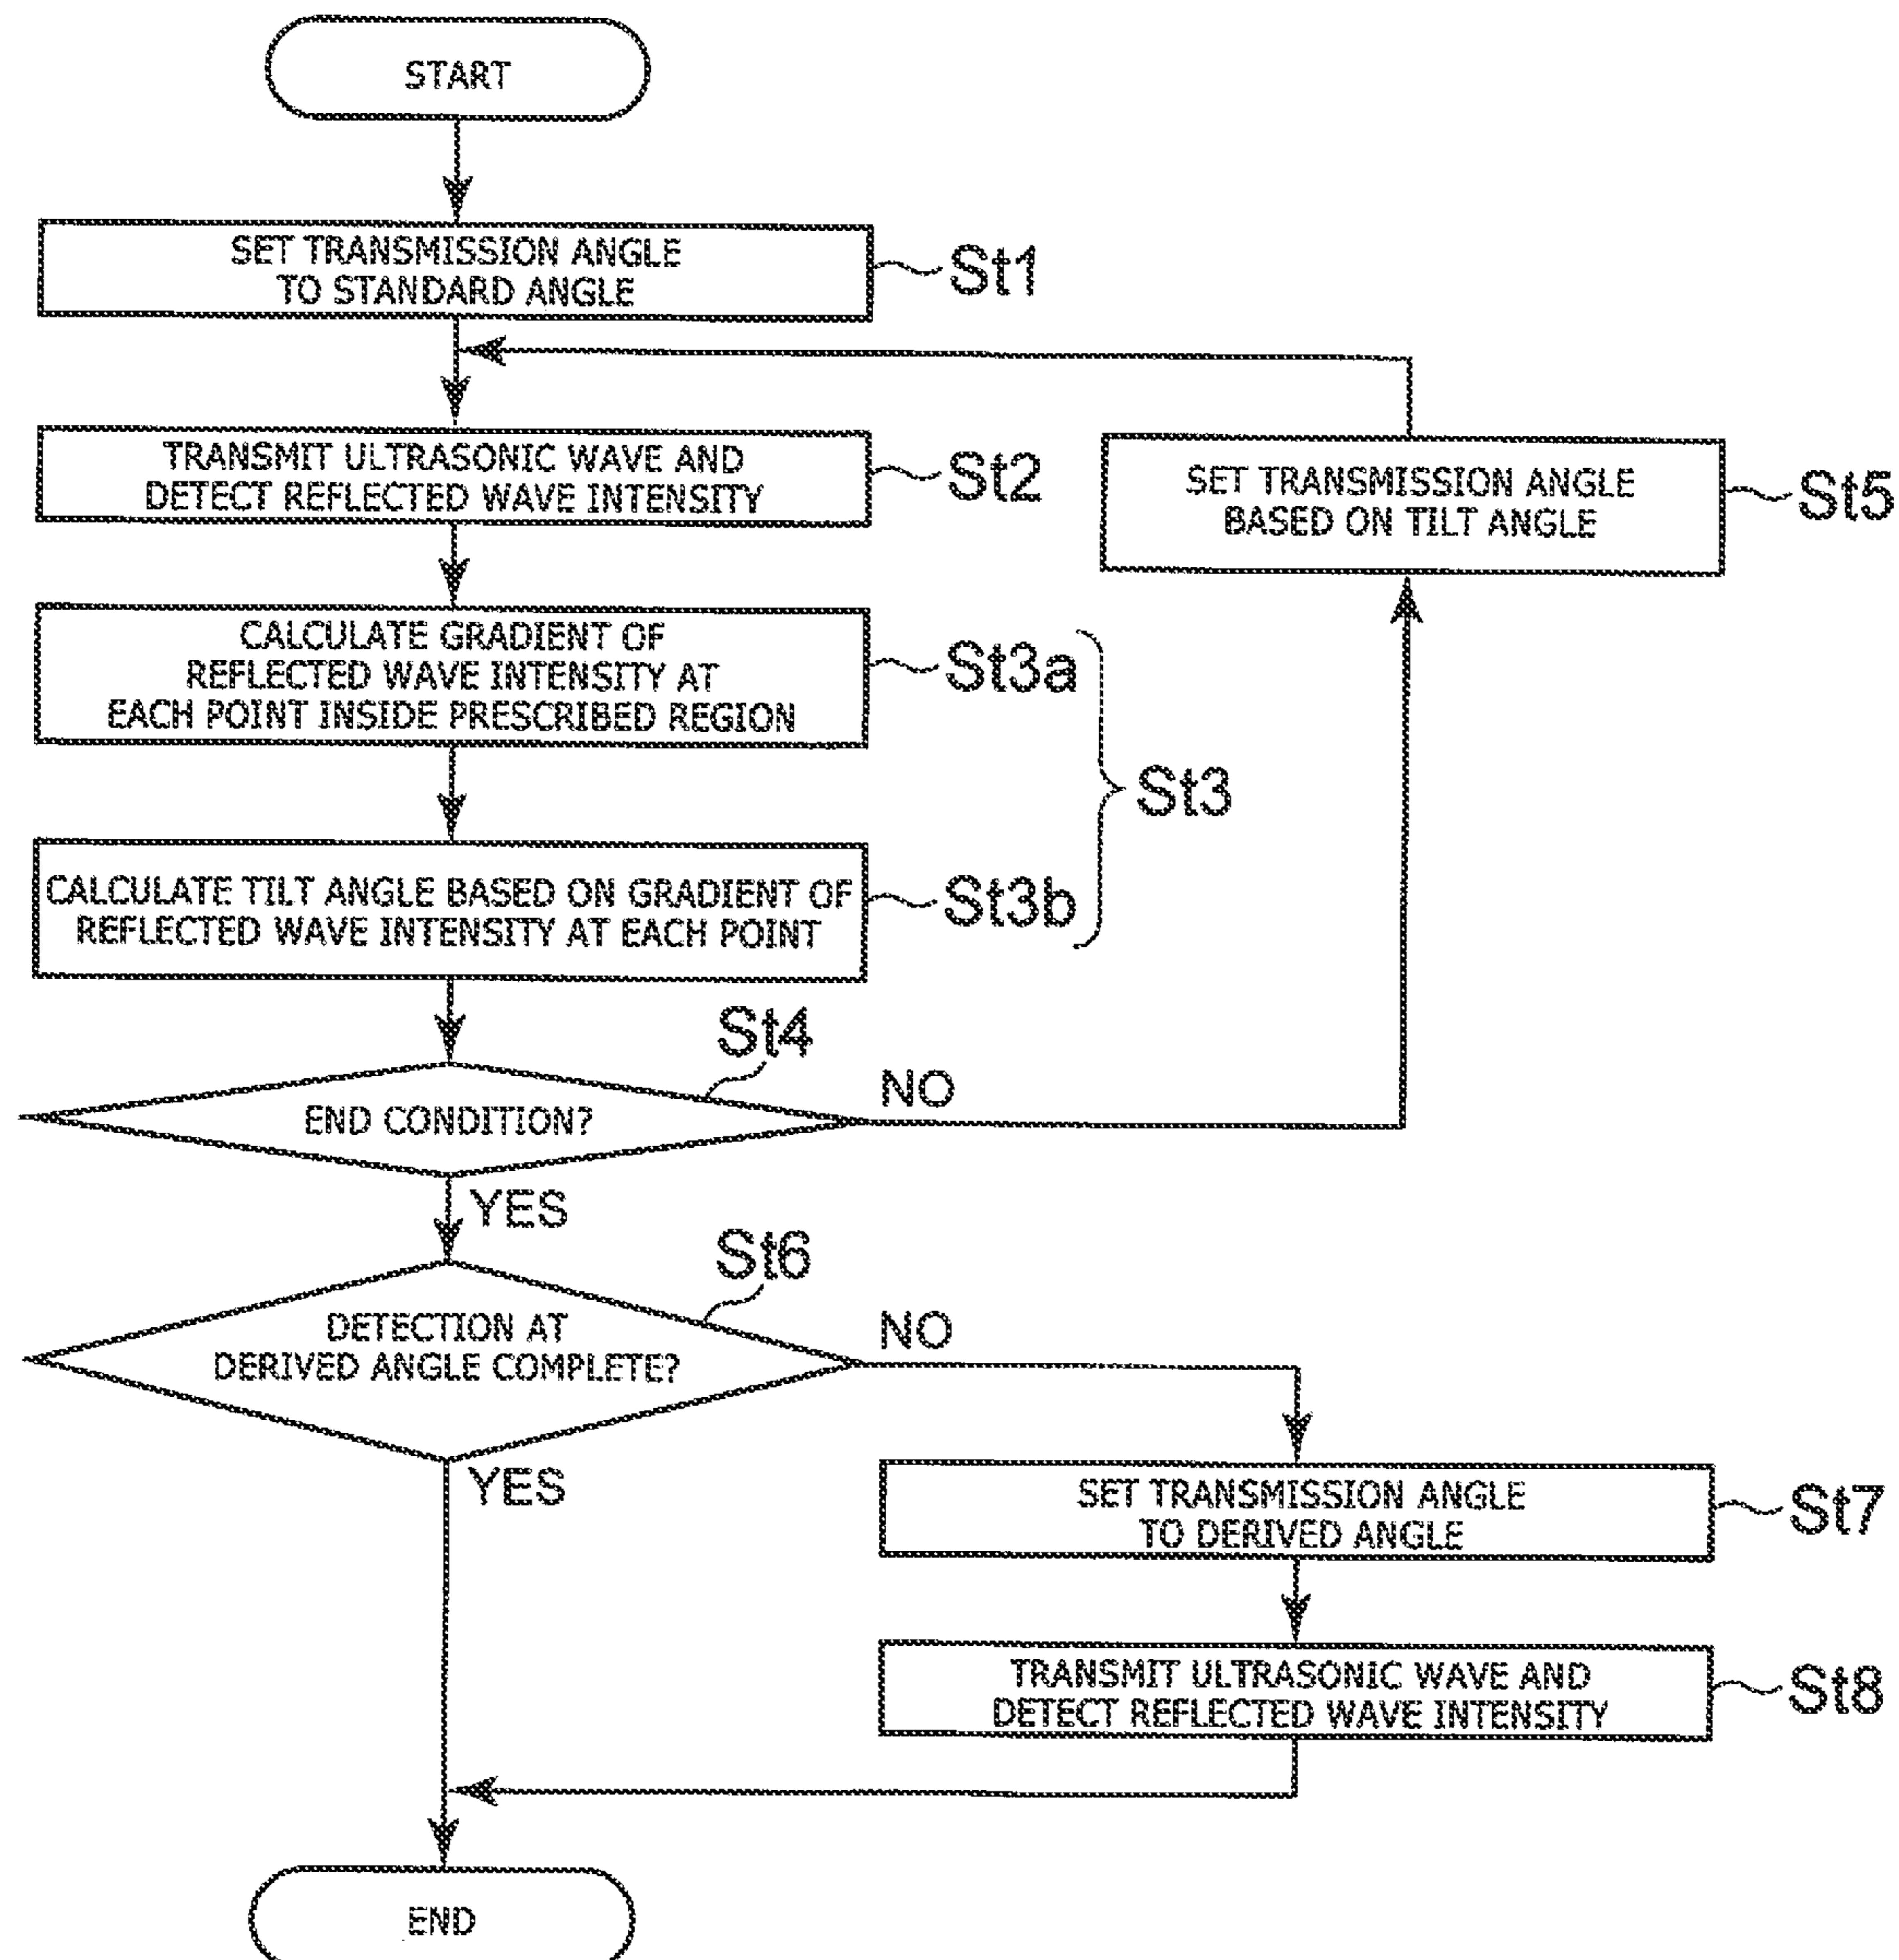 START
SET TRANSMISSION ANGLE
TO STANDARD ANGLE
St1
TRANSMIT ULTRASONIC WAVE AND
DETECT REFLECTED WAVE INTENSITY
St2
SET TRANSMISSION ANGLE
BASED ON TILT ANGLE
St5
CALCULATE GRADIENT OF
REFLECTED WAVE INTENSITY AT
EACH POINT INSIDE PRESCRIBED REGION
St3a
St3
CALCULATE TILT ANGLE BASED ON GRADIENT OF
REFLECTED WAVE INTENSITY AT EACH POINT
St3b
St4
END CONDITION?
NO
YES
St6
DETECTION AT
DERIVED ANGLE COMPLETE?
NO
YES
SET TRANSMISSION ANGLE
TO DERIVED ANGLE
St7
TRANSMIT ULTRASONIC WAVE AND
DETECT REFLECTED WAVE INTENSITY
St8
END